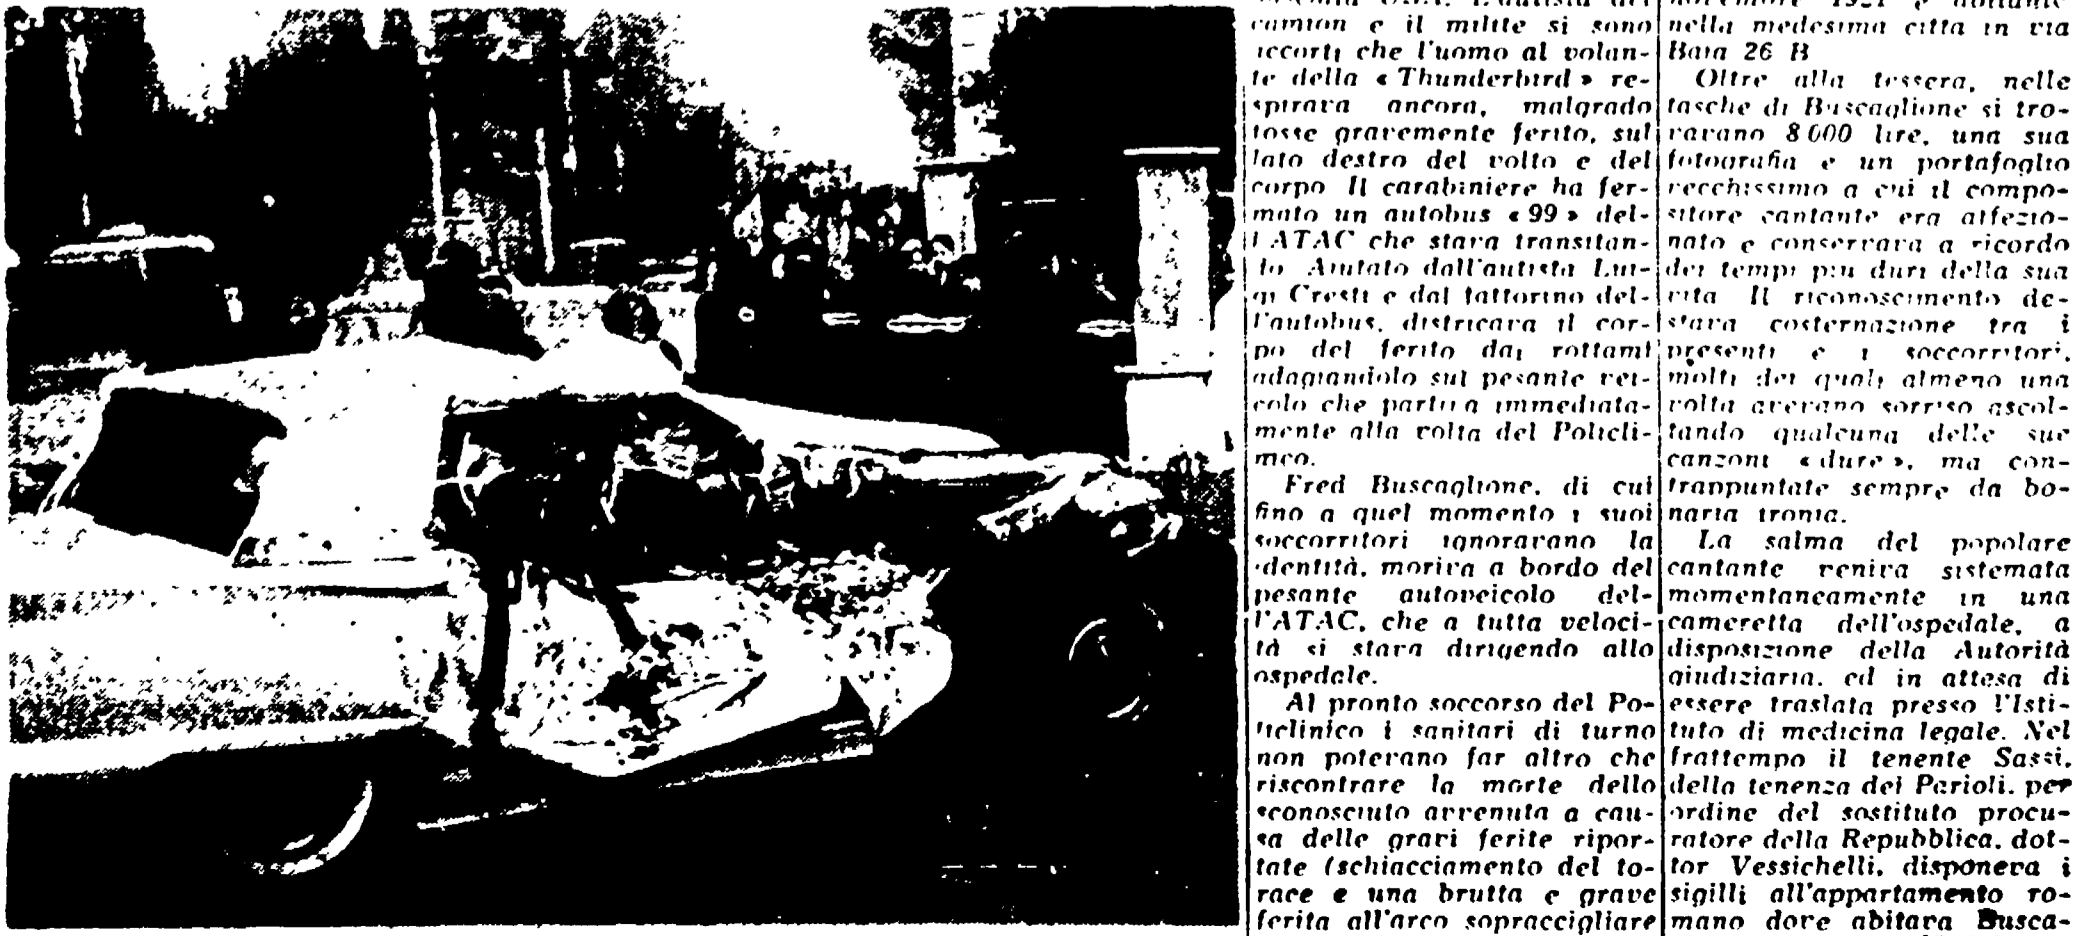 camion e il milite si sono
accorti che l'uomo al volan-
te della « Thunderbird » re-
spirava ancora, malgrado
fosse gravemente ferito, sul
lato destro del volto e del
corpo Il carabiniere ha fer-
mato un autobus « 99 » del-
l'ATAC che stava transitan-
do Aiutato dall'autista Lui-
gi Cresti e dal fattorino del-
l'autobus, districava il cor-
po del ferito dai rottami
adagiandolo sul pesante vei-
colo che partiva immediata-
mente alla volta del Policli-
nico.
Fred Buscaglione, di cui
fino a quel momento i suoi
soccorritori ignoravano la
identità, moriva a bordo del
pesante autoveicolo del-
l'ATAC, che a tutta veloci-
tà si stava dirigendo allo
ospedale.
Al pronto soccorso del Po-
liclinico i sanitari di turno
non potevano far altro che
riscontrare la morte dello
sconosciuto avvenuta a cau-
sa delle gravi ferite ripor-
tate (schiacciamento del to-
race e una brutta e grave
ferita all'arco sopraccigliare
nella medesima città in via
Baia 26 B
Oltre alla tessera, nelle
tasche di Buscaglione si tro-
vavano 8 000 lire, una sua
fotografia e un portafoglio
vecchissimo a cui il compo-
sitore cantante era affezio-
nato e conservava a ricordo
dei tempi più duri della sua
vita Il riconoscimento de-
stava costernazione tra i
presenti e i soccorritori,
molti dei quali almeno una
volta avevano sorriso ascol-
tando qualcuna delle sue
canzoni « dure », ma con-
trappuntate sempre da bo-
naria ironia.
La salma del popolare
cantante veniva sistemata
momentaneamente in una
cameretta dell'ospedale, a
disposizione della Autorità
giudiziaria, ed in attesa di
essere traslata presso l'Isti-
tuto di medicina legale. Nel
frattempo il tenente Sassi,
della tenenza dei Parioli, per
ordine del sostituto procu-
ratore della Repubblica, dot-
tor Vessichelli, disponeva i
sigilli all'appartamento ro-
mano dove abitava Busca-